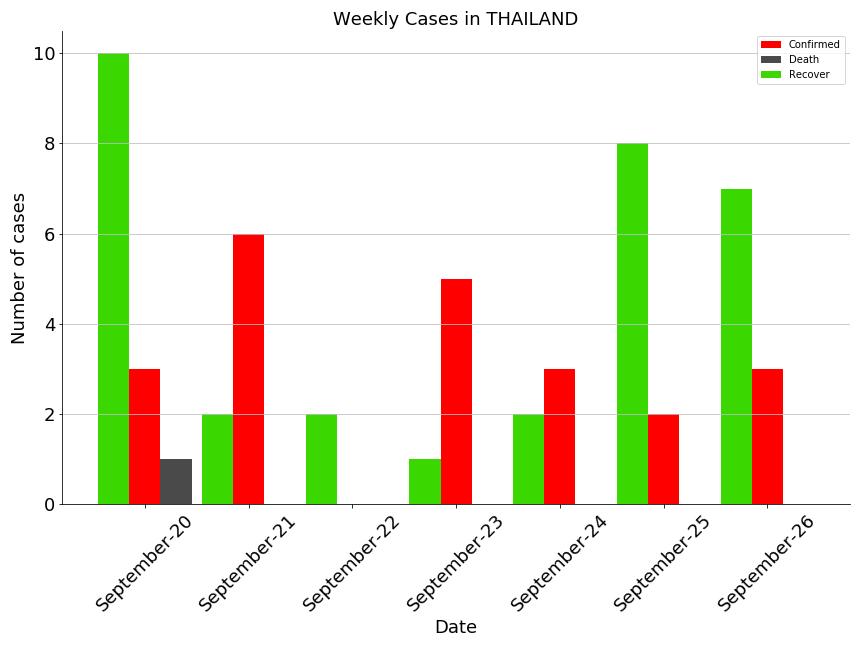 Weekly Cases in THAILAND
Confirmed
Death
Recover
Number of cases
10
8
6
4
2
0
September-20
September-21
September-22
September-23
September-24
September-25
September-26
Date